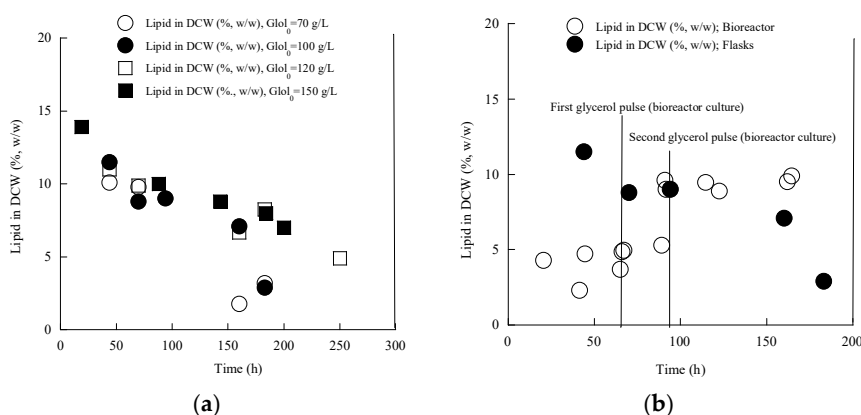 Lipid in DCW (%, w/w), Glol0=70 g/L
Lipid in DCW (%, w/w), Glol0=100 g/L
Lipid in DCW (%, w/w), Glol0=120 g/L
Lipid in DCW (%., w/w), Glol0=150 g/L
20
15
10
5
0
Lipid in DCW (%, w/w)
0 50 100 150 200 250 300
Time (h)
(a)
Lipid in DCW (%, w/w); Bioreactor
Lipid in DCW (%, w/w); Flasks
First glycerol pulse (bioreactor culture)
Second glycerol pulse (bioreactor culture)
20
15
10
5
0
Lipid in DCW (%, w/w)
0 50 100 150 200
Time (h)
(b)